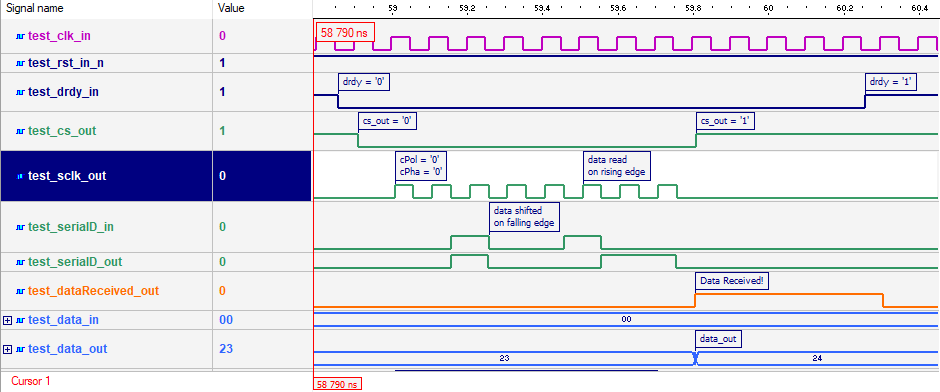 Signal name Value 59 59.2 59.4 59.6 59.8 60 60.2 60.4
test_clk_in 0 58 790 ns
test_rst_in_n 1
test_drdy_in 1 drdy = '0' drdy = '1'
test_cs_out 1 cs_out = '0' cs_out = '1'
cPol = '0' data read
test_sclk_out 0 cPha = '0' on rising edge
test_serialD_in 0 data shifted
on falling edge
test_serialD_out 0
test_dataReceived_out 0 Data Received!
test_data_in 00 00
data_out
test_data_out 23 23 24
Cursor 1 58 790 ns